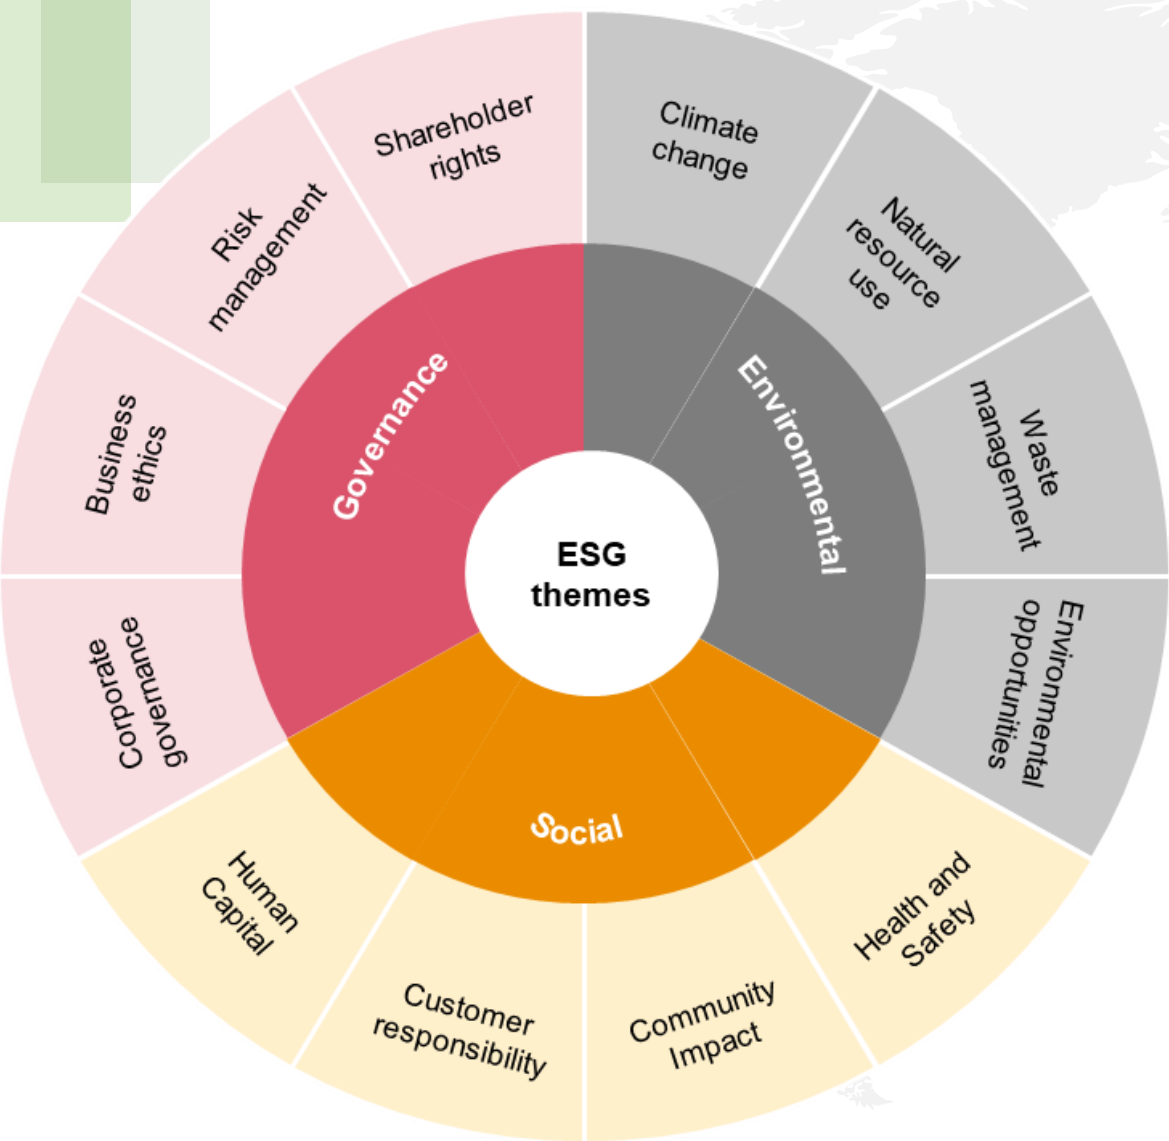 ESG
themes
Environmental
Social
Governance
Climate
change
Natural
resource
use
Waste
management
Environmental
opportunities
Health and
Safety
Community
Impact
Customer
responsibility
Human
Capital
Corporate
governance
Business
ethics
Risk
management
Shareholder
rights